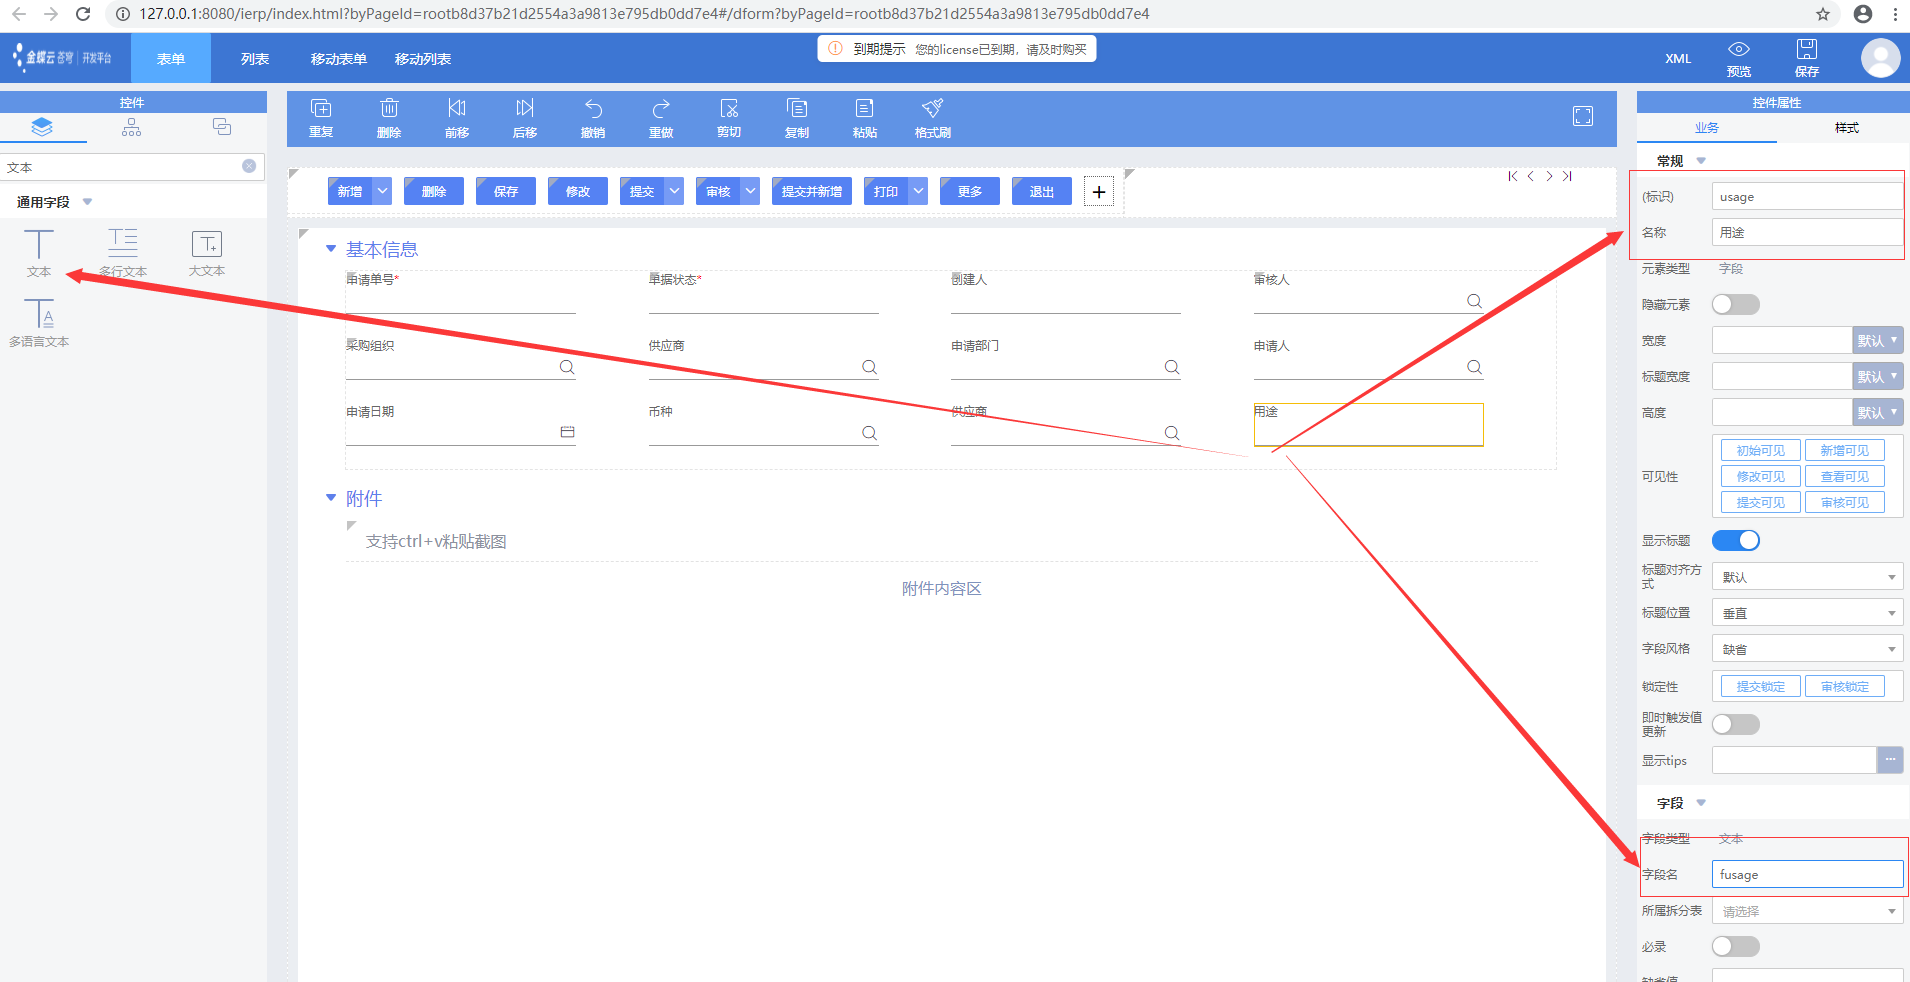 127.0.0.1:8080/ierp/index.html?byPageId=rootb8d37b21d2554a3a9813e795db0dd7e4#/dform?byPageId=rootb8d37b21d2554a3a9813e795db0dd7e4
金蝶云 苍穹 | 开发平台
表单
列表
移动表单
移动列表
到期提示 您的license已到期，请及时购买
XML
预览
保存
控件
文本
通用字段
文本
多行文本
大文本
多语言文本
重复
删除
前移
后移
撤销
重做
剪切
复制
粘贴
格式刷
新增
删除
保存
修改
提交
审核
提交并新增
打印
更多
退出
基本信息
申请单号*
单据状态*
创建人
审核人
采购组织
供应商
申请部门
申请人
申请日期
币种
供应商
用途
附件
支持ctrl+v粘贴截图
附件内容区
控件属性
业务
样式
常规
(标识) usage
名称 用途
元素类型 字段
隐藏元素
宽度 默认
标题宽度 默认
高度 默认
初始可见 新增可见
可见性 修改可见 查看可见
提交可见 审核可见
显示标题
标题对齐方式 默认
标题位置 垂直
字段风格 缺省
锁定性 提交锁定 审核锁定
即时触发值更新
显示tips ...
字段
字段类型 文本
字段名 fusage
所属拆分表 请选择
必录
缺省值